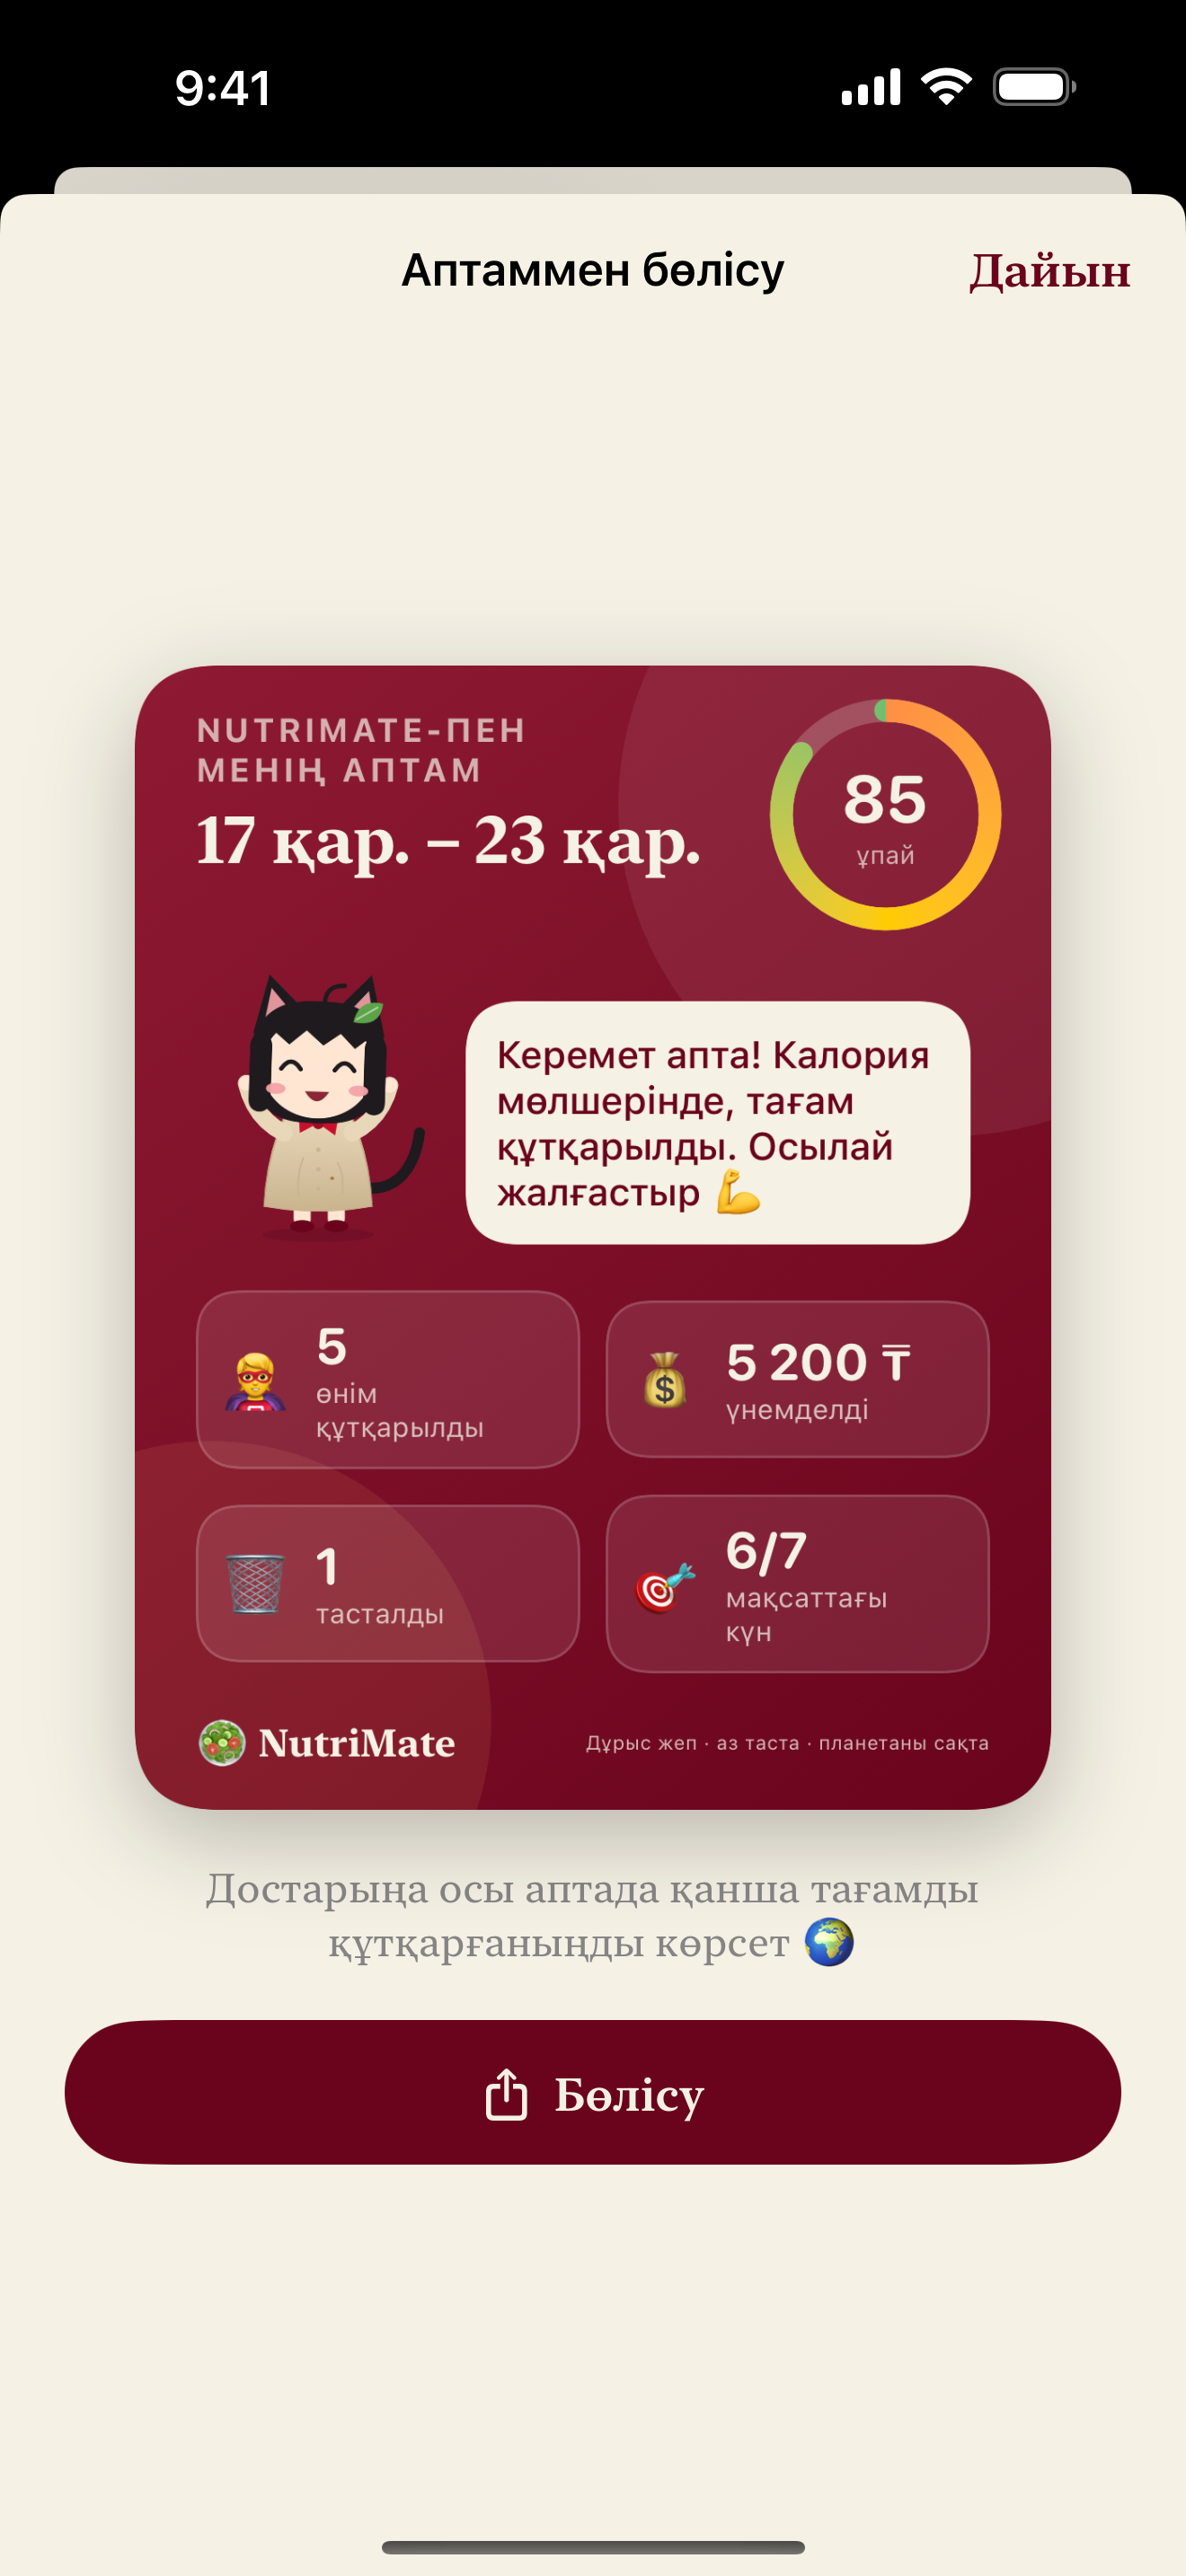 9:41
Аптаммен бөлісу
Дайын
NUTRIMATE-ПЕН
МЕНІҢ АПТАМ
17 қар. – 23 қар.
85
ұпай
Керемет апта! Калория
мөлшерінде, тағам
құтқарылды. Осылай
жалғастыр 💪
5
өнім
құтқарылды
5 200 ₸
үнемделді
1
тасталды
6/7
мақсаттағы
күн
NutriMate
Дұрыс жеп · аз таста · планетаны сақта
Достарыңа осы аптада қанша тағамды
құтқарғаныңды көрсет 🌍
Бөлісу